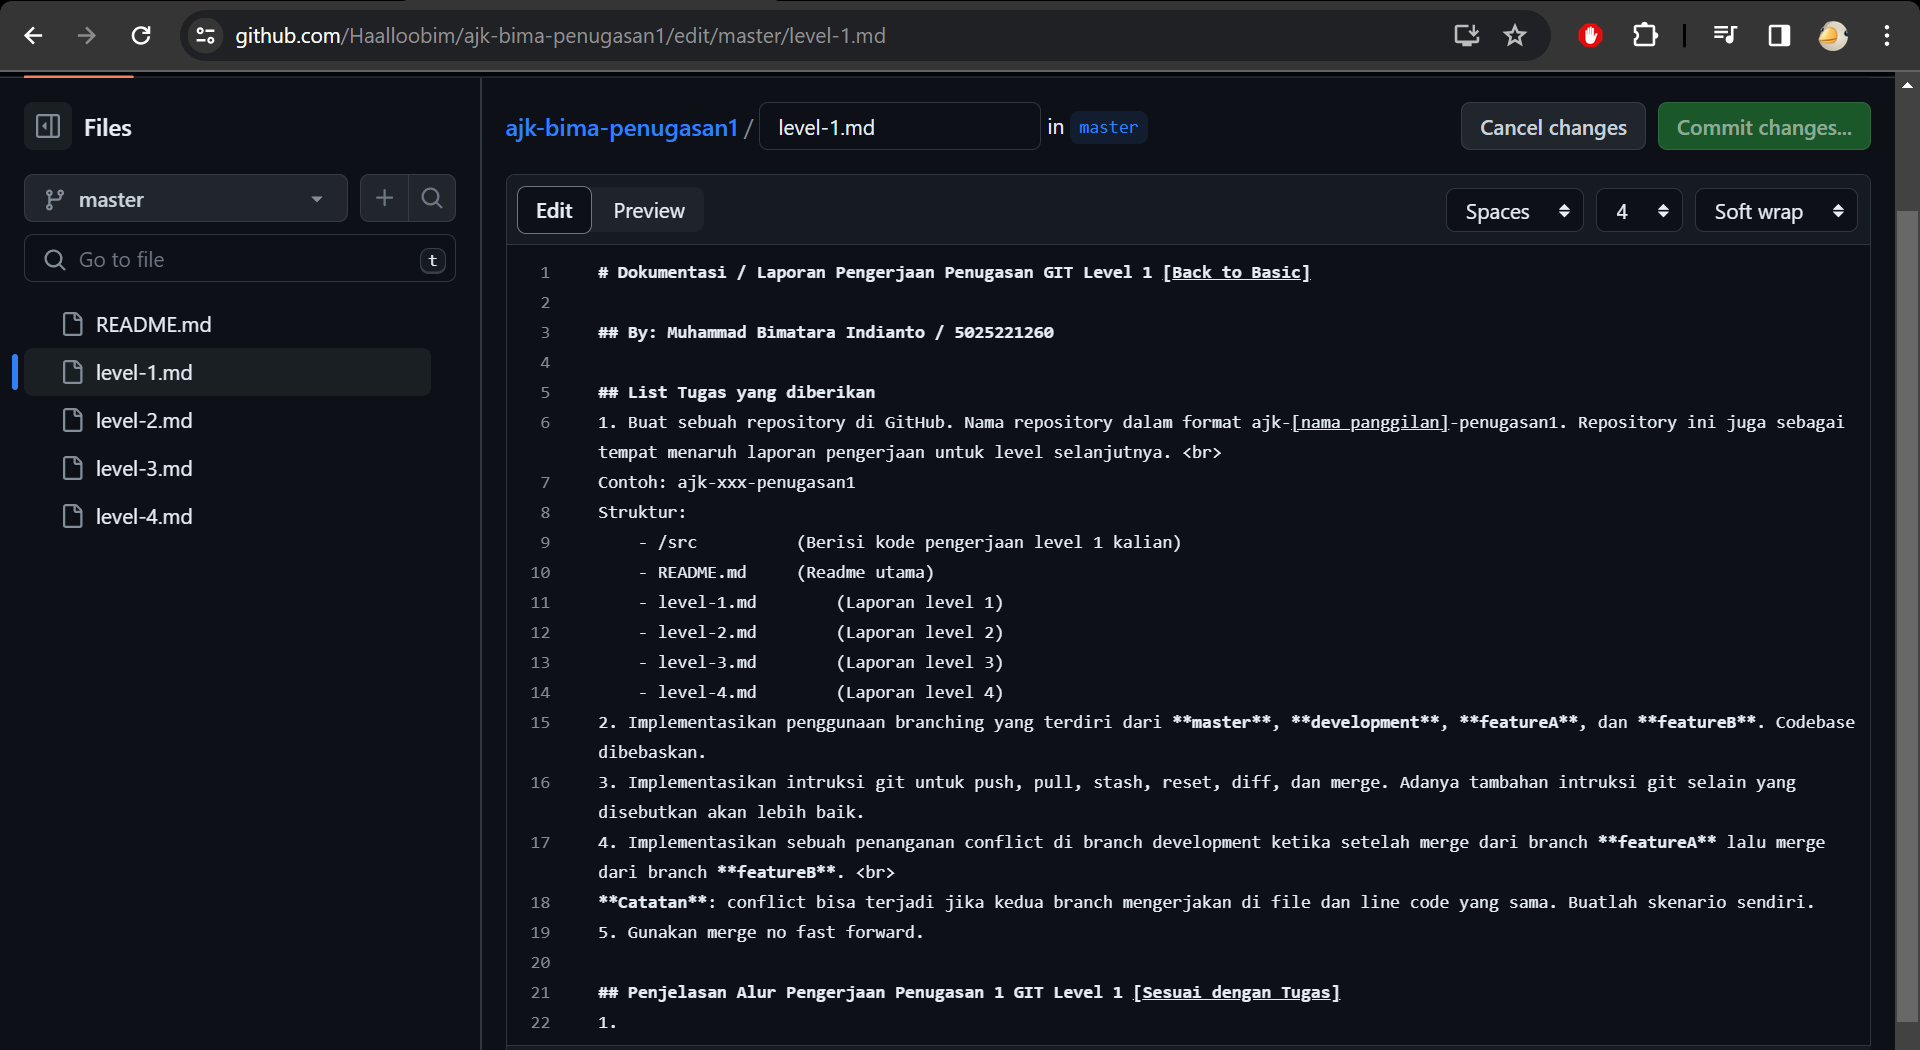 github.com/Haalloobim/ajk-bima-penugasan1/edit/master/level-1.md
Files
ajk-bima-penugasan1 / level-1.md in master
Cancel changes
Commit changes...
master
Go to file
t
README.md
level-1.md
level-2.md
level-3.md
level-4.md
Edit
Preview
Spaces
4
Soft wrap
1 # Dokumentasi / Laporan Pengerjaan Penugasan GIT Level 1 [Back to Basic]
2
3 ## By: Muhammad Bimatara Indianto / 5025221260
4
5 ## List Tugas yang diberikan
6 1. Buat sebuah repository di GitHub. Nama repository dalam format ajk-[nama panggilan]-penugasan1. Repository ini juga sebagai
tempat menaruh laporan pengerjaan untuk level selanjutnya. <br>
7 Contoh: ajk-xxx-penugasan1
8 Struktur:
9 - /src (Berisi kode pengerjaan level 1 kalian)
10 - README.md (Readme utama)
11 - level-1.md (Laporan level 1)
12 - level-2.md (Laporan level 2)
13 - level-3.md (Laporan level 3)
14 - level-4.md (Laporan level 4)
15 2. Implementasikan penggunaan branching yang terdiri dari **master**, **development**, **featureA**, dan **featureB**. Codebase
dibebaskan.
16 3. Implementasikan intruksi git untuk push, pull, stash, reset, diff, dan merge. Adanya tambahan intruksi git selain yang
disebutkan akan lebih baik.
17 4. Implementasikan sebuah penanganan conflict di branch development ketika setelah merge dari branch **featureA** lalu merge
dari branch **featureB**. <br>
18 **Catatan**: conflict bisa terjadi jika kedua branch mengerjakan di file dan line code yang sama. Buatlah skenario sendiri.
19 5. Gunakan merge no fast forward.
20
21 ## Penjelasan Alur Pengerjaan Penugasan 1 GIT Level 1 [Sesuai dengan Tugas]
22 1.